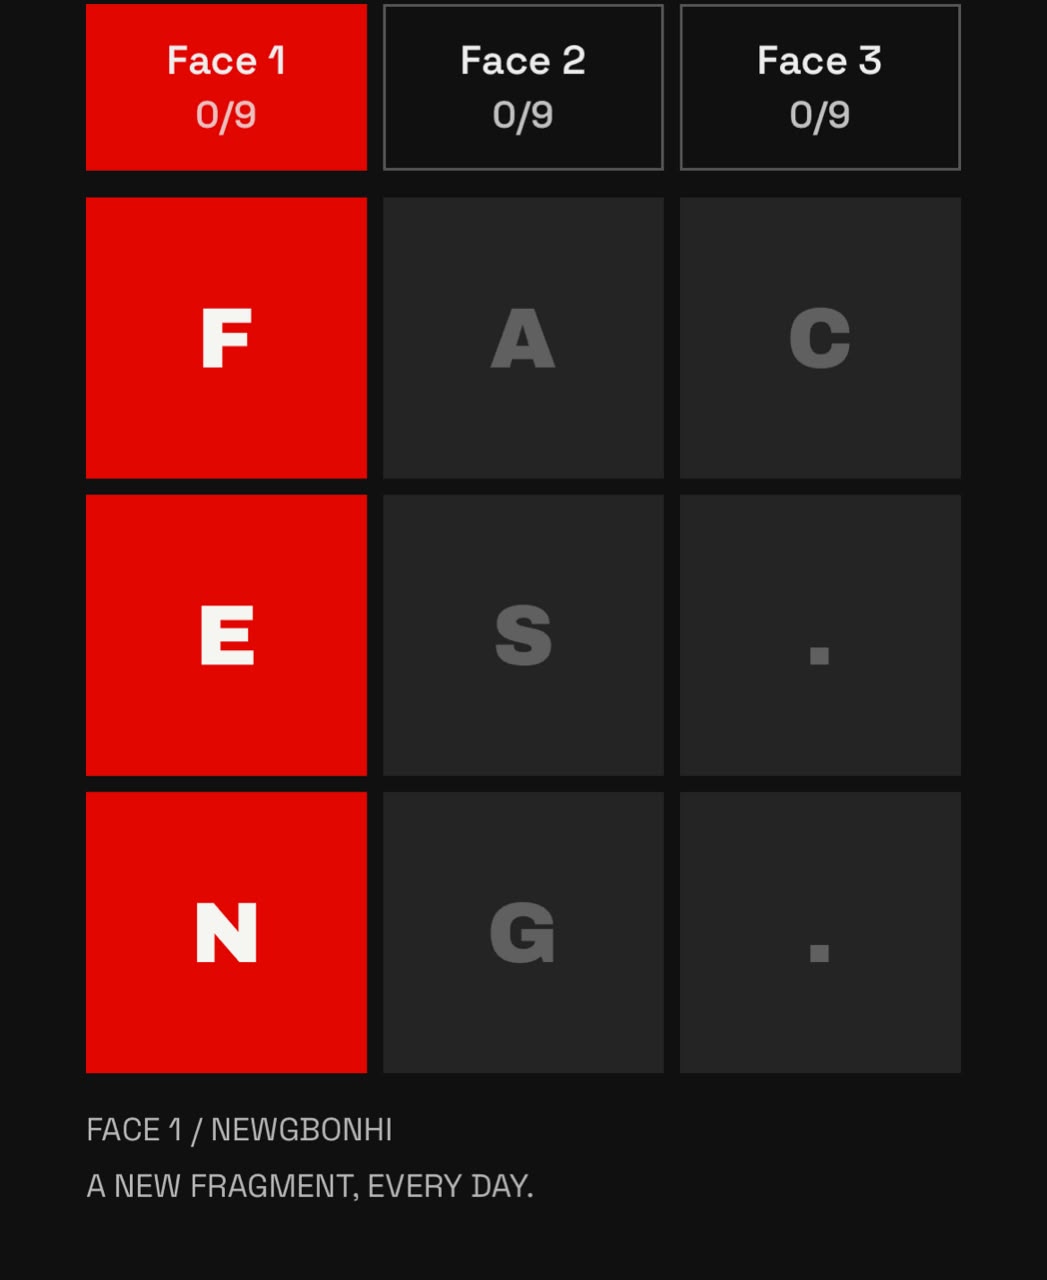 Face 1 Face 2 Face 3
0/9 0/9 0/9
F A C
E S .
N G .
FACE 1 / NEWGBONHI
A NEW FRAGMENT, EVERY DAY.